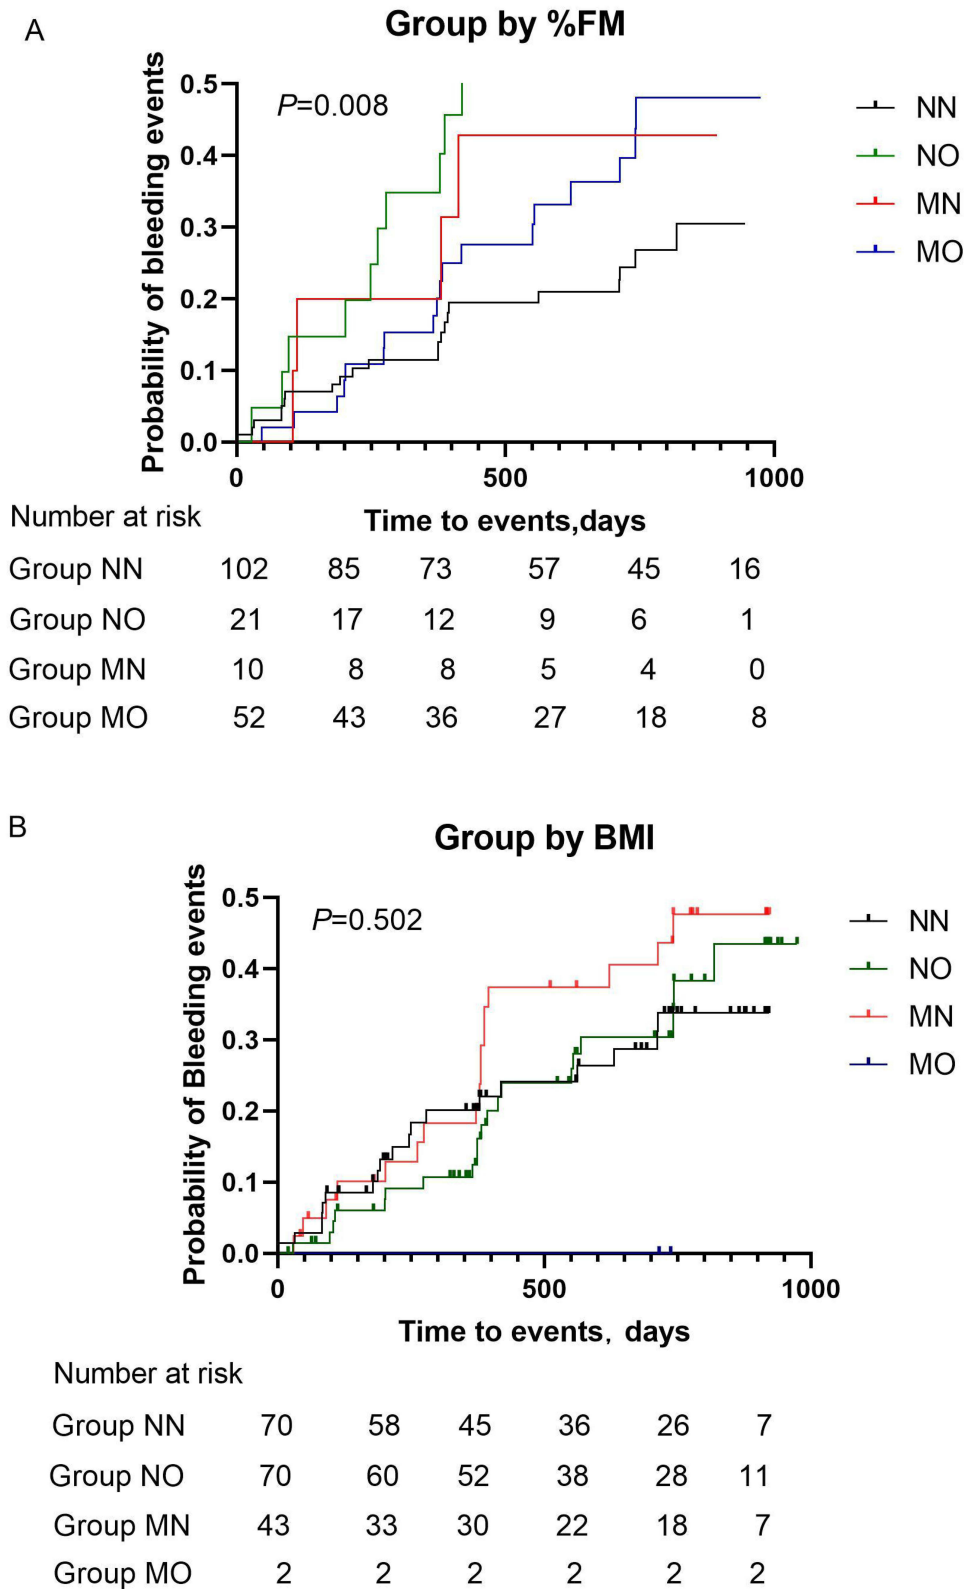 A
Group by %FM
Probability of bleeding events
P=0.008
0.5
0.4
0.3
0.2
0.1
0.0
0 500 1000
Time to events,days
NN
NO
MN
MO
Number at risk
Group NN 102 85 73 57 45 16
Group NO 21 17 12 9 6 1
Group MN 10 8 8 5 4 0
Group MO 52 43 36 27 18 8
B
Group by BMI
Probability of Bleeding events
P=0.502
0.5
0.4
0.3
0.2
0.1
0.0
0 500 1000
Time to events, days
NN
NO
MN
MO
Number at risk
Group NN 70 58 45 36 26 7
Group NO 70 60 52 38 28 11
Group MN 43 33 30 22 18 7
Group MO 2 2 2 2 2 2